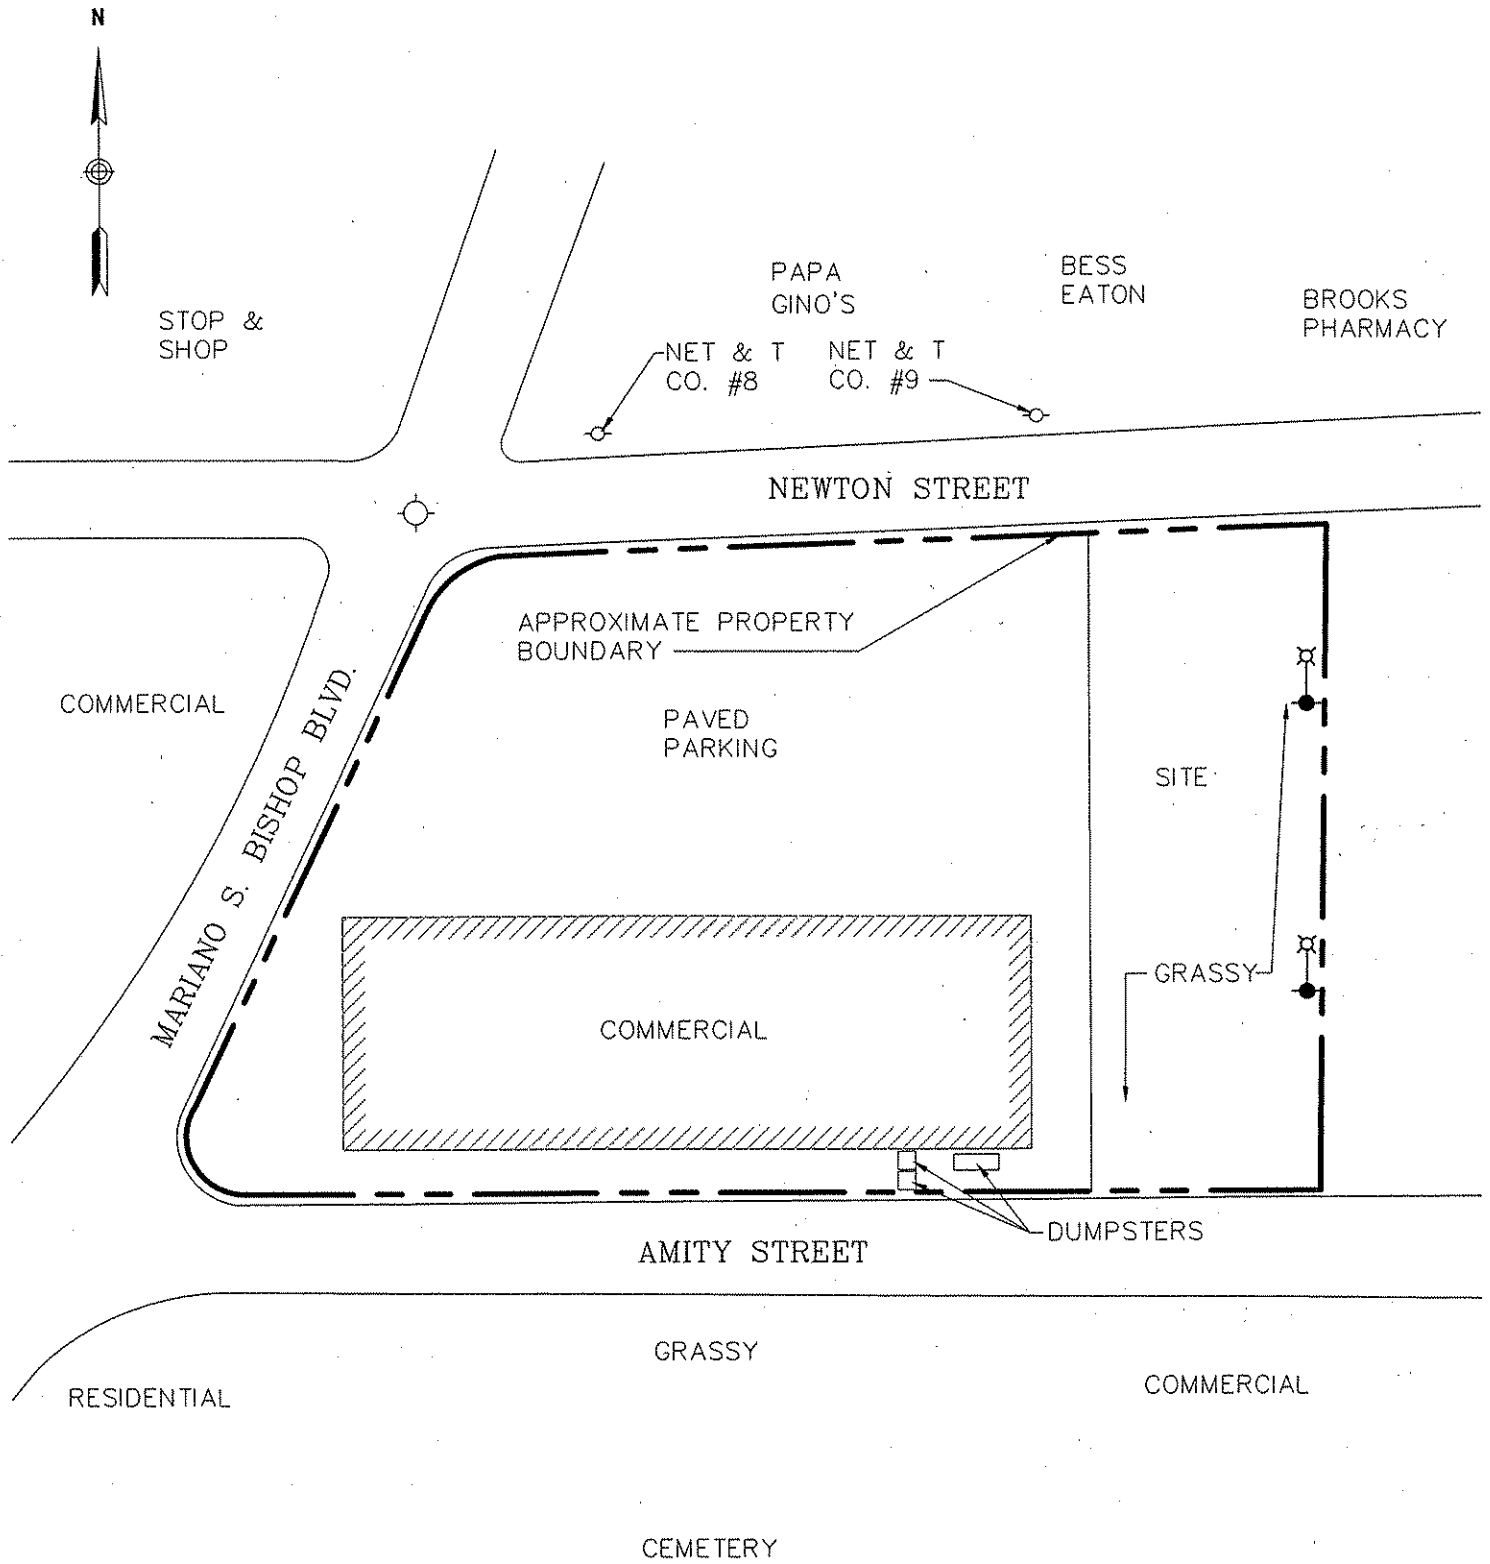 N
PAPA
GINO'S
BESS
EATON
BROOKS
PHARMACY
STOP &
SHOP
NET & T
CO. #8
NET & T
CO. #9
NEWTON STREET
APPROXIMATE PROPERTY
BOUNDARY
COMMERCIAL
MARIANO S. BISHOP BLVD.
PAVED
PARKING
SITE
GRASSY
COMMERCIAL
DUMPSTERS
AMITY STREET
GRASSY
RESIDENTIAL
COMMERCIAL
CEMETERY